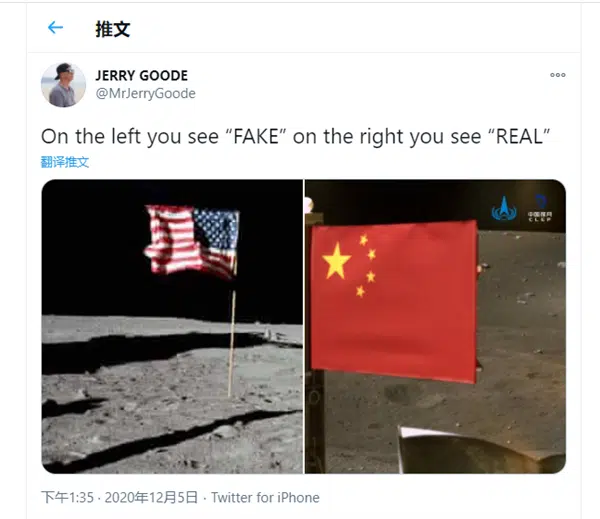 推文
JERRY GOODE
@MrJerryGoode
On the left you see “FAKE” on the right you see “REAL”
翻译推文
中国探月
CLEP
下午1:35 · 2020年12月5日 · Twitter for iPhone